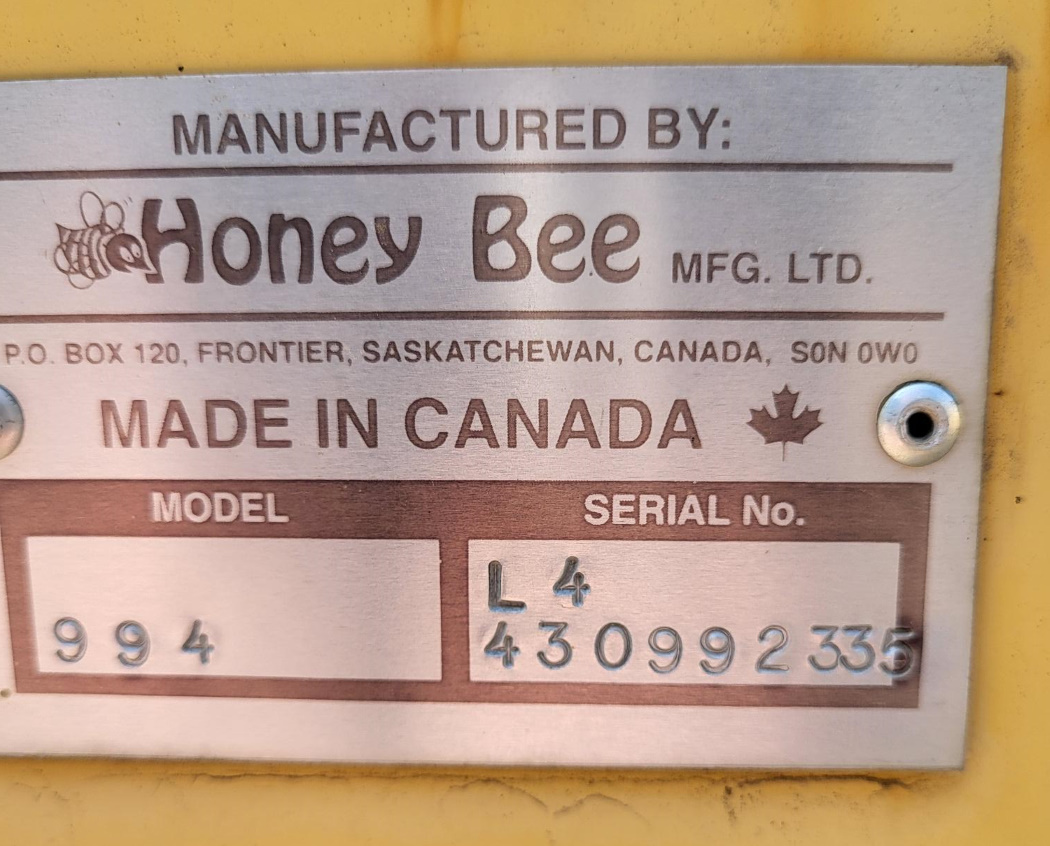 MANUFACTURED BY:
Honey Bee MFG. LTD.
P.O. BOX 120, FRONTIER, SASKATCHEWAN, CANADA, S0N 0W0
MADE IN CANADA
MODEL
994
SERIAL No.
L 4
430992335